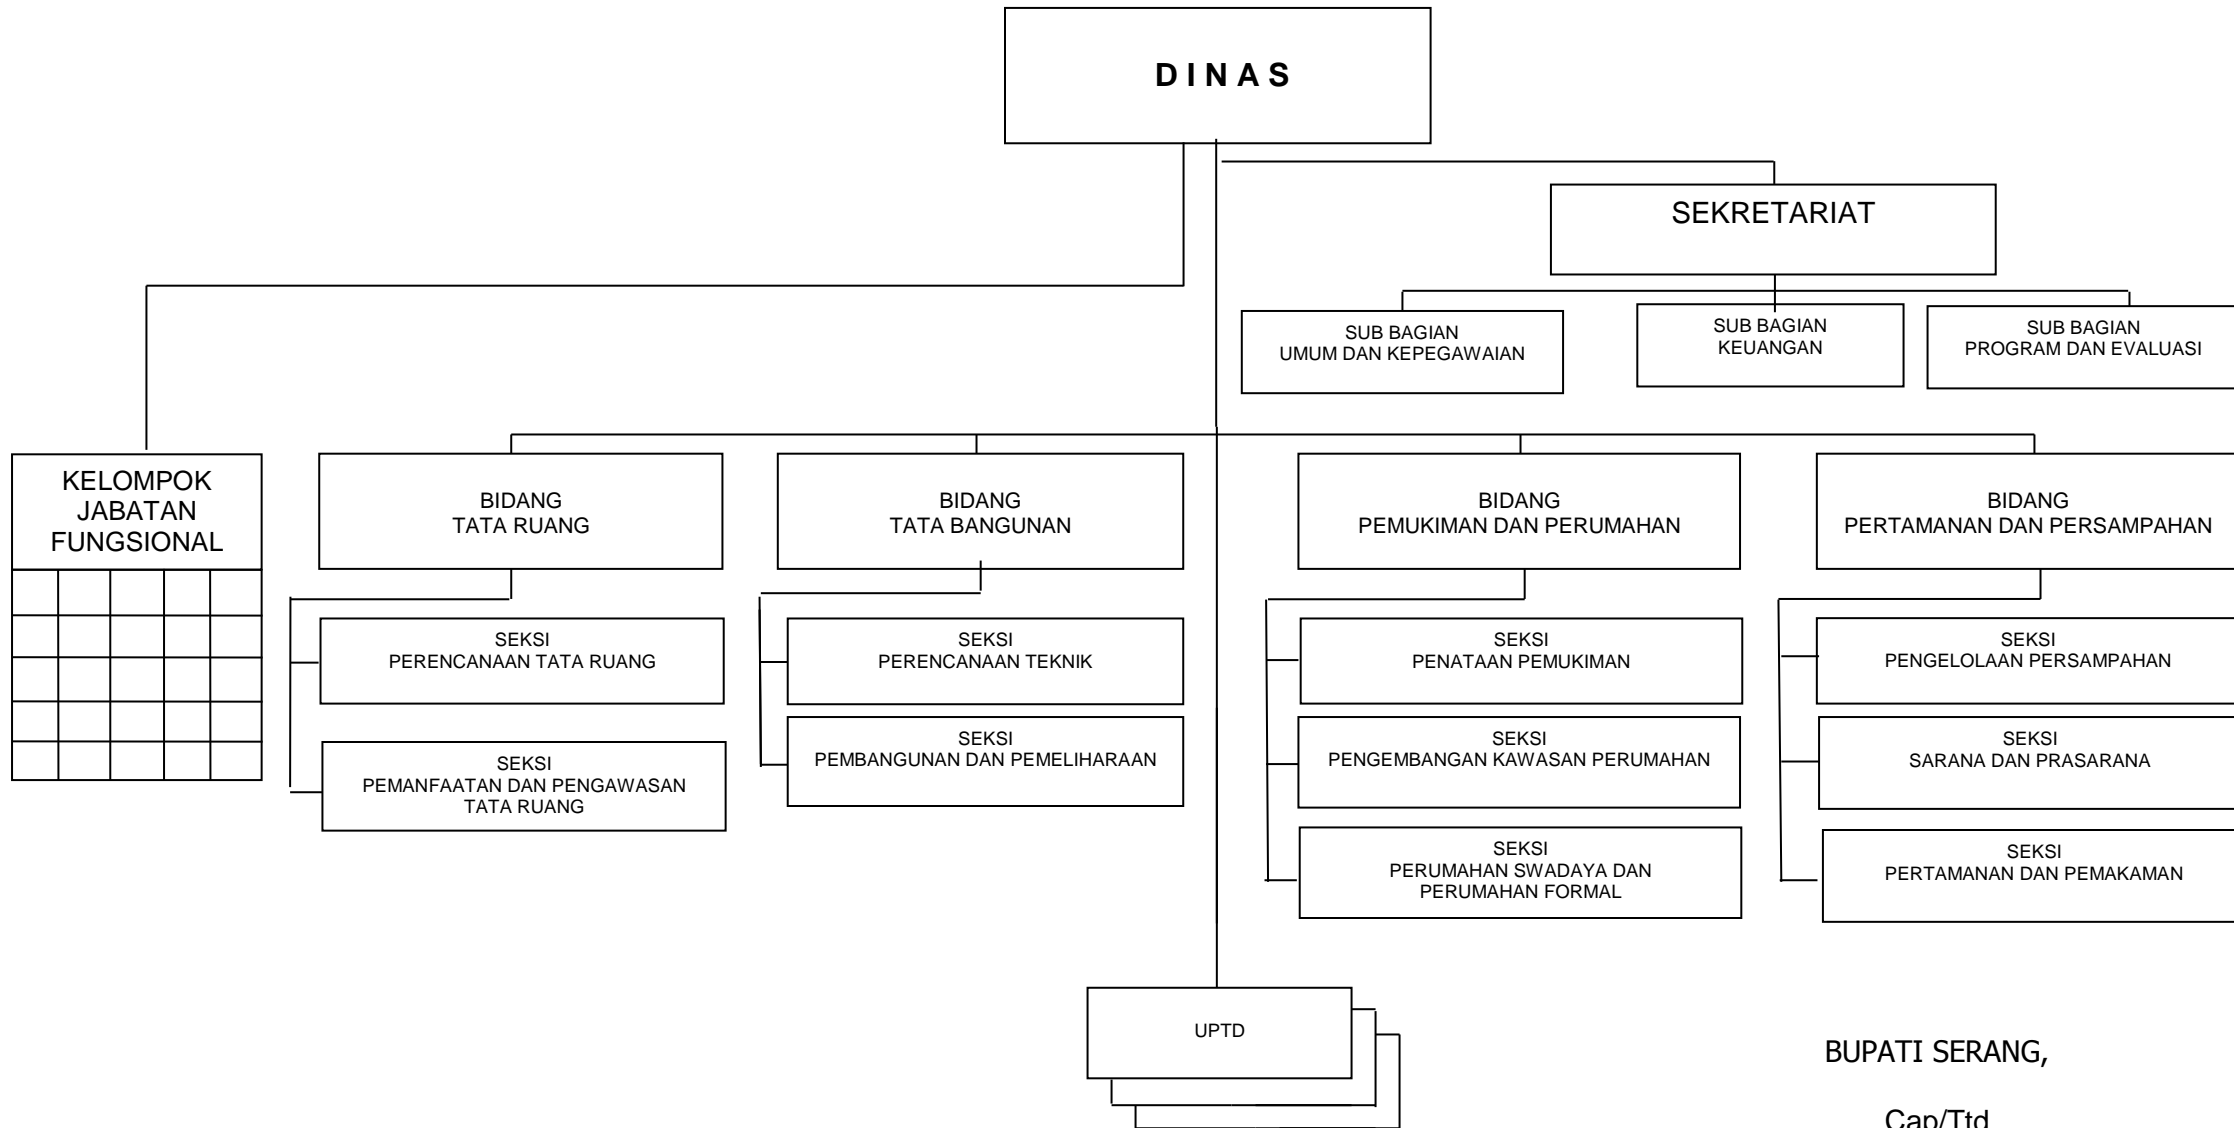 D I N A S
SEKRETARIAT
SUB BAGIAN
UMUM DAN KEPEGAWAIAN
SUB BAGIAN
KEUANGAN
SUB BAGIAN
PROGRAM DAN EVALUASI
KELOMPOK
JABATAN
FUNGSIONAL
BIDANG
TATA RUANG
BIDANG
TATA BANGUNAN
BIDANG
PEMUKIMAN DAN PERUMAHAN
BIDANG
PERTAMANAN DAN PERSAMPAHAN
SEKSI
PERENCANAAN TATA RUANG
SEKSI
PEMANFAATAN DAN PENGAWASAN
TATA RUANG
SEKSI
PERENCANAAN TEKNIK
SEKSI
PEMBANGUNAN DAN PEMELIHARAAN
SEKSI
PENATAAN PEMUKIMAN
SEKSI
PENGEMBANGAN KAWASAN PERUMAHAN
SEKSI
PERUMAHAN SWADAYA DAN
PERUMAHAN FORMAL
SEKSI
PENGELOLAAN PERSAMPAHAN
SEKSI
SARANA DAN PRASARANA
SEKSI
PERTAMANAN DAN PEMAKAMAN
UPTD
BUPATI SERANG,
Cap/Ttd